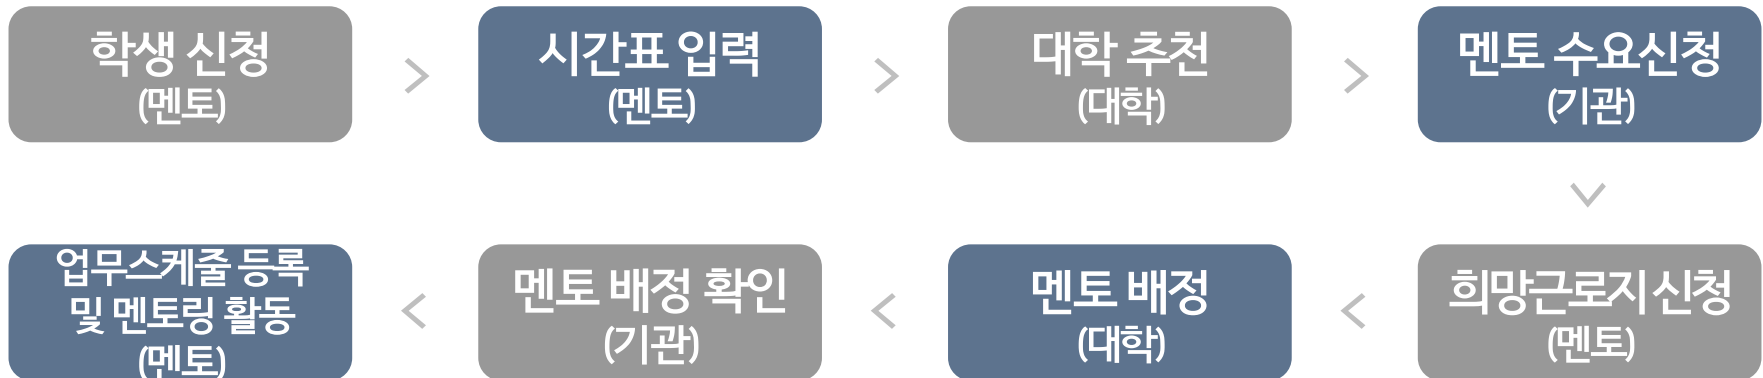 학생 신청
(멘토)
시간표 입력
(멘토)
대학 추천
(대학)
멘토 수요신청
(기관)
희망근로지 신청
(멘토)
멘토 배정
(대학)
멘토 배정 확인
(기관)
업무스케줄 등록
및 멘토링 활동
(멘토)